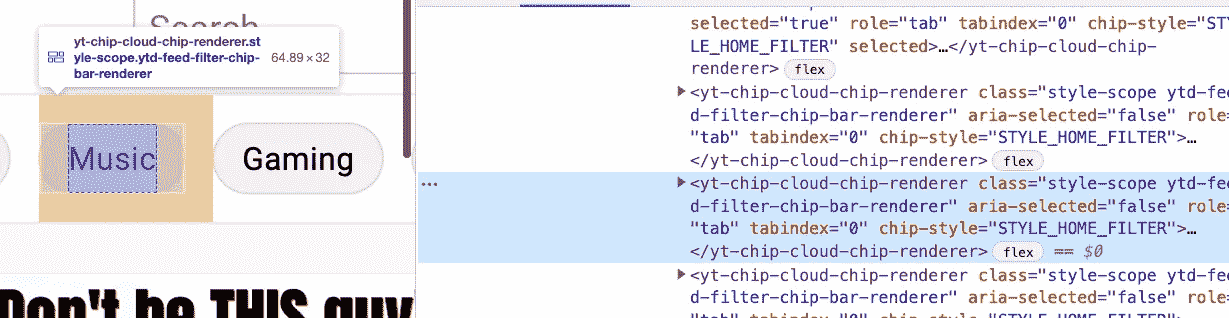 Search
yt-chip-cloud-chip-renderer.st
yle-scope.ytd-feed-filter-chip-
bar-renderer
64.89 × 32
Music
Gaming
Don't be THIS guy
selected="true" role="tab" tabindex="0" chip-style="STY
LE_HOME_FILTER" selected>…</yt-chip-cloud-chip-
renderer> flex
▶<yt-chip-cloud-chip-renderer class="style-scope ytd-fee
d-filter-chip-bar-renderer" aria-selected="false" role=
"tab" tabindex="0" chip-style="STYLE_HOME_FILTER">…
</yt-chip-cloud-chip-renderer> flex
… ▶<yt-chip-cloud-chip-renderer class="style-scope ytd-fee
d-filter-chip-bar-renderer" aria-selected="false" role=
"tab" tabindex="0" chip-style="STYLE_HOME_FILTER">…
</yt-chip-cloud-chip-renderer> flex == $0
▶<yt-chip-cloud-chip-renderer class="style-scope ytd-fee
d-filter-chip-bar-renderer" aria-selected="false" role=
"tab" tabindex="0" chip-style="STYLE_HOME_FILTER">…